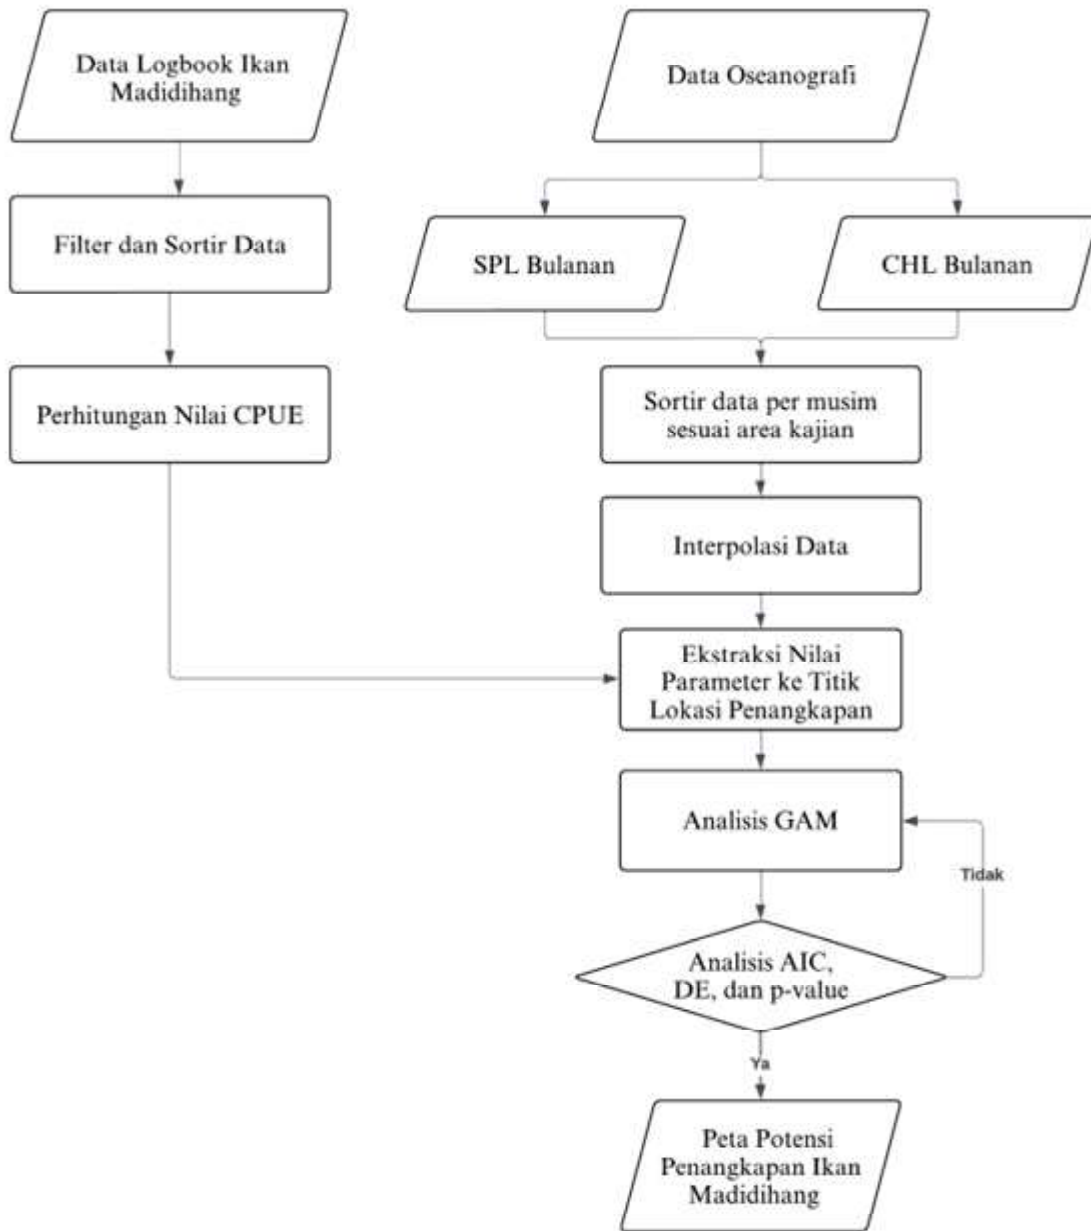 Data Logbook Ikan
Madidihang
Filter dan Sortir Data
Perhitungan Nilai CPUE
Data Oseanografi
SPL Bulanan
CHL Bulanan
Sortir data per musim
sesuai area kajian
Interpolasi Data
Ekstraksi Nilai
Parameter ke Titik
Lokasi Penangkapan
Analisis GAM
Tidak
Analisis AIC,
DE, dan p-value
Ya
Peta Potensi
Penangkapan Ikan
Madidihang